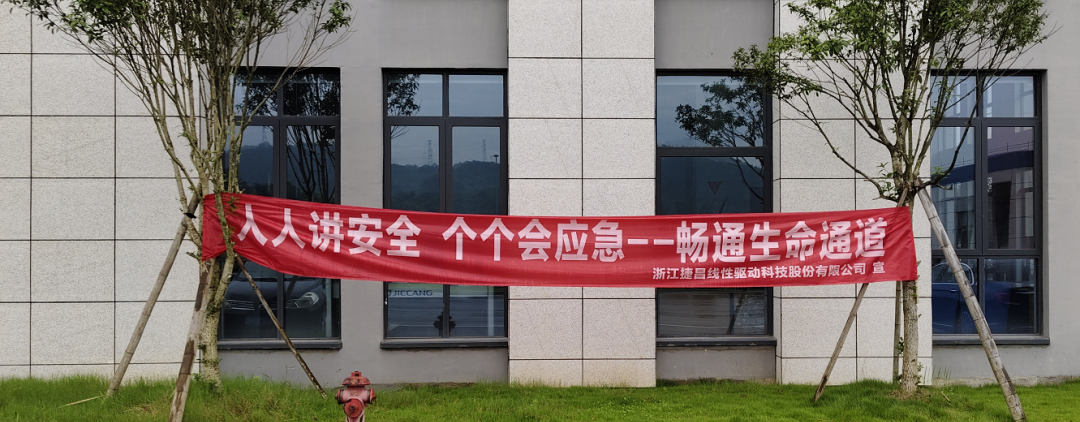 人人讲安全 个个会应急--畅通生命通道
浙江捷昌线性驱动科技股份有限公司 宣
JIECANG